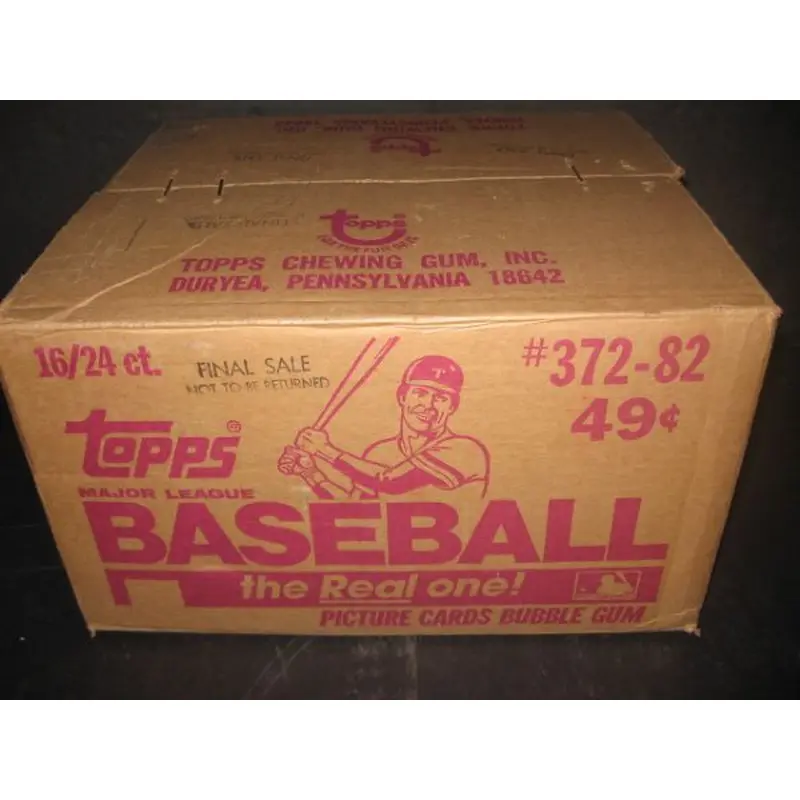 topps®
TOPPS CHEWING GUM, INC.
DURYEA, PENNSYLVANIA 18642
16/24 ct.
FINAL SALE
NOT TO BE RETURNED
#372-82
49¢
topps®
MAJOR LEAGUE
BASEBALL
the Real one!
PICTURE CARDS BUBBLE GUM